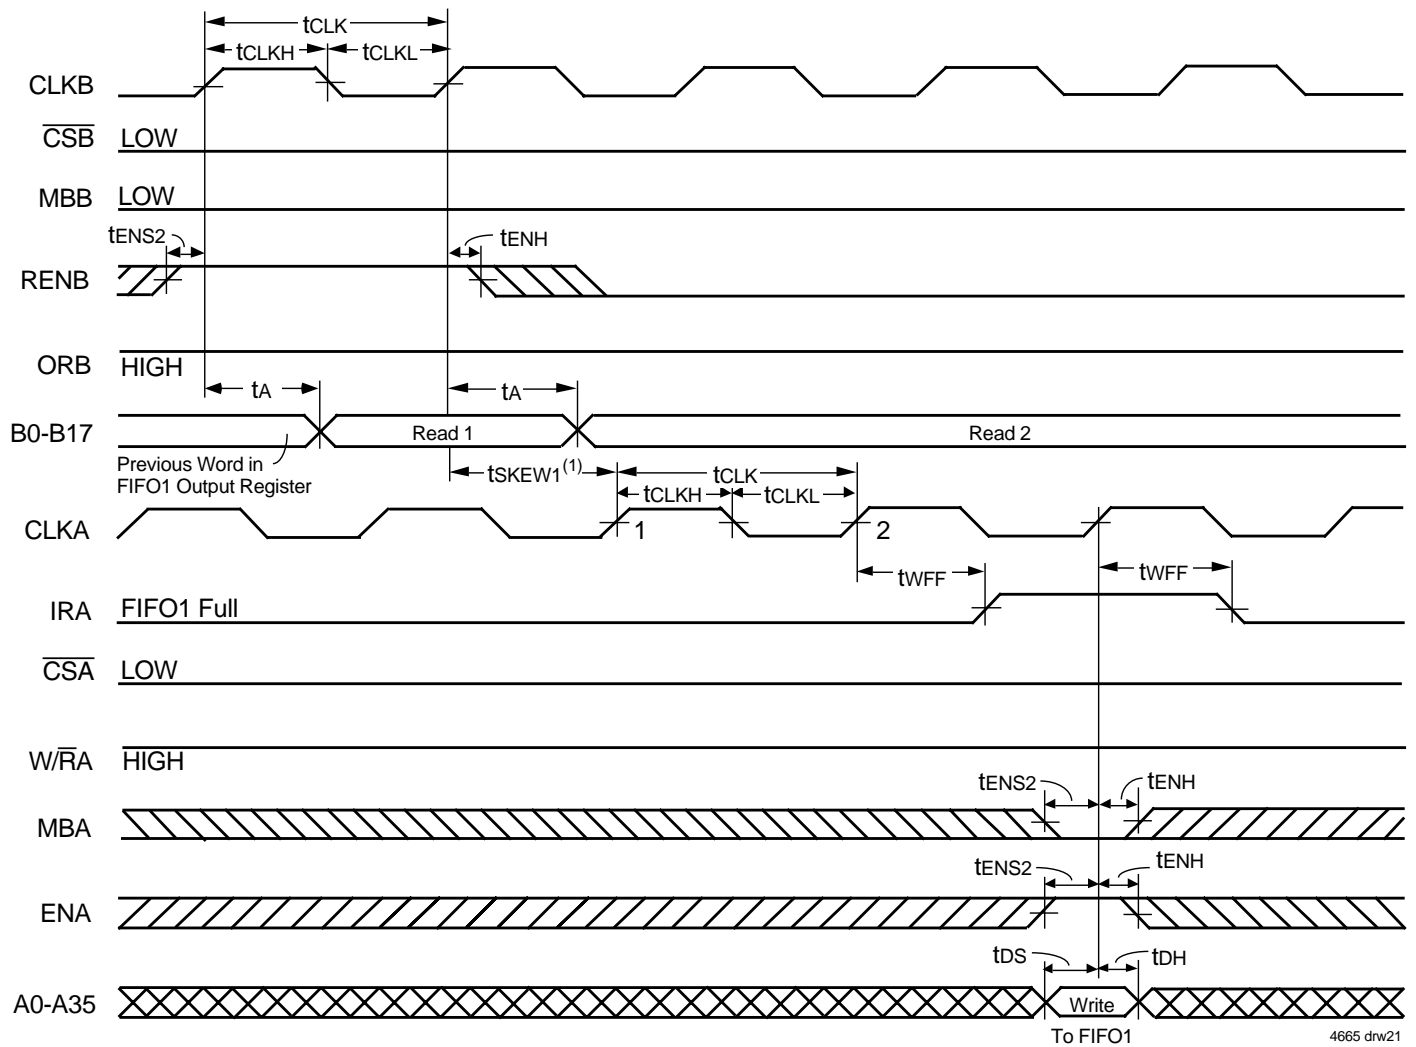 tCLK
tCLKH tCLKL
CLKB
CSB LOW
MBB LOW
tENS2 tENH
RENB
ORB HIGH
tA tA
B0-B17 Read 1 Read 2
Previous Word in
FIFO1 Output Register
tSKEW1(1) tCLK
tCLKH tCLKL
CLKA 1 2
tWFF tWFF
IRA FIFO1 Full
CSA LOW
W/RA HIGH
tENS2 tENH
MBA
tENS2 tENH
ENA
tDS tDH
A0-A35 Write
To FIFO1
4665 drw21